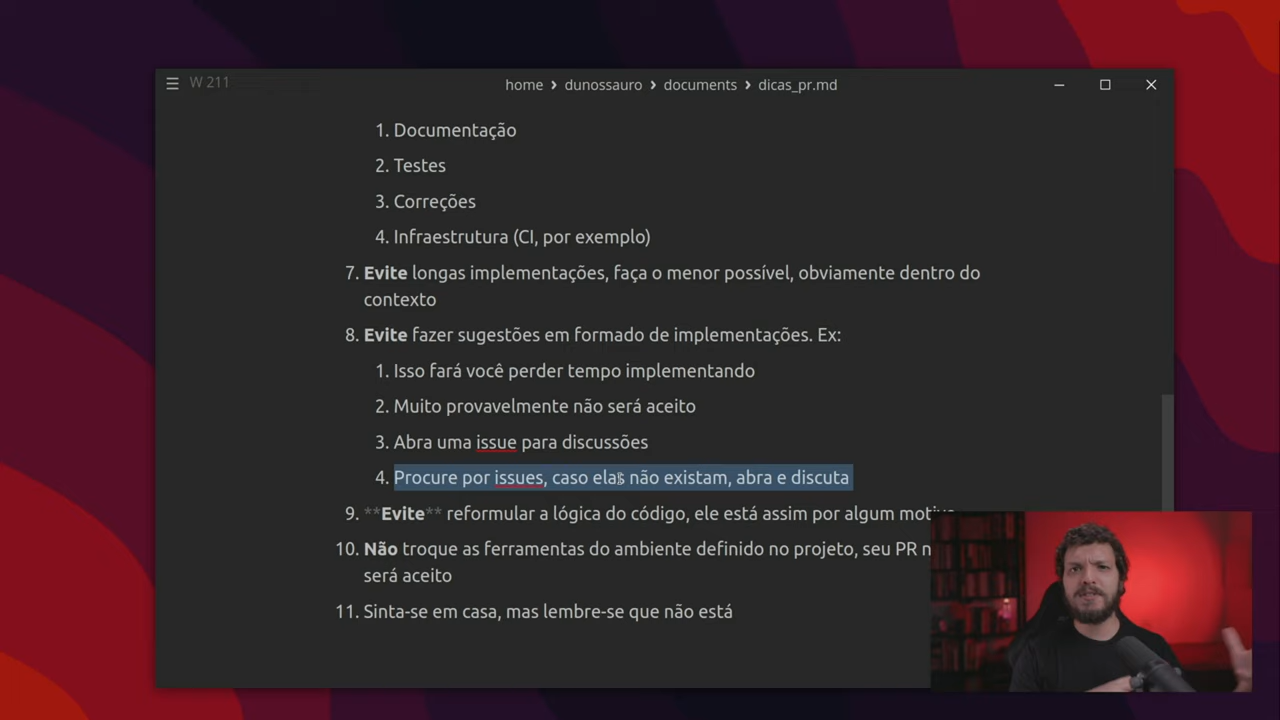 W 211
home › dunossauro › documents › dicas_pr.md
1. Documentação
2. Testes
3. Correções
4. Infraestrutura (CI, por exemplo)
7. Evite longas implementações, faça o menor possível, obviamente dentro do
contexto
8. Evite fazer sugestões em formado de implementações. Ex:
1. Isso fará você perder tempo implementando
2. Muito provavelmente não será aceito
3. Abra uma issue para discussões
4. Procure por issues, caso elas não existam, abra e discuta
9. **Evite** reformular a lógica do código, ele está assim por algum motivo
10. Não troque as ferramentas do ambiente definido no projeto, seu PR
será aceito
11. Sinta-se em casa, mas lembre-se que não está